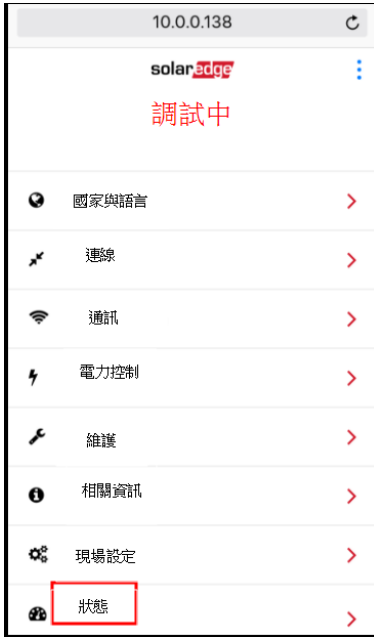 10.0.0.138
solaredge
調試中
國家與語言
連線
通訊
電力控制
維護
相關資訊
現場設定
狀態